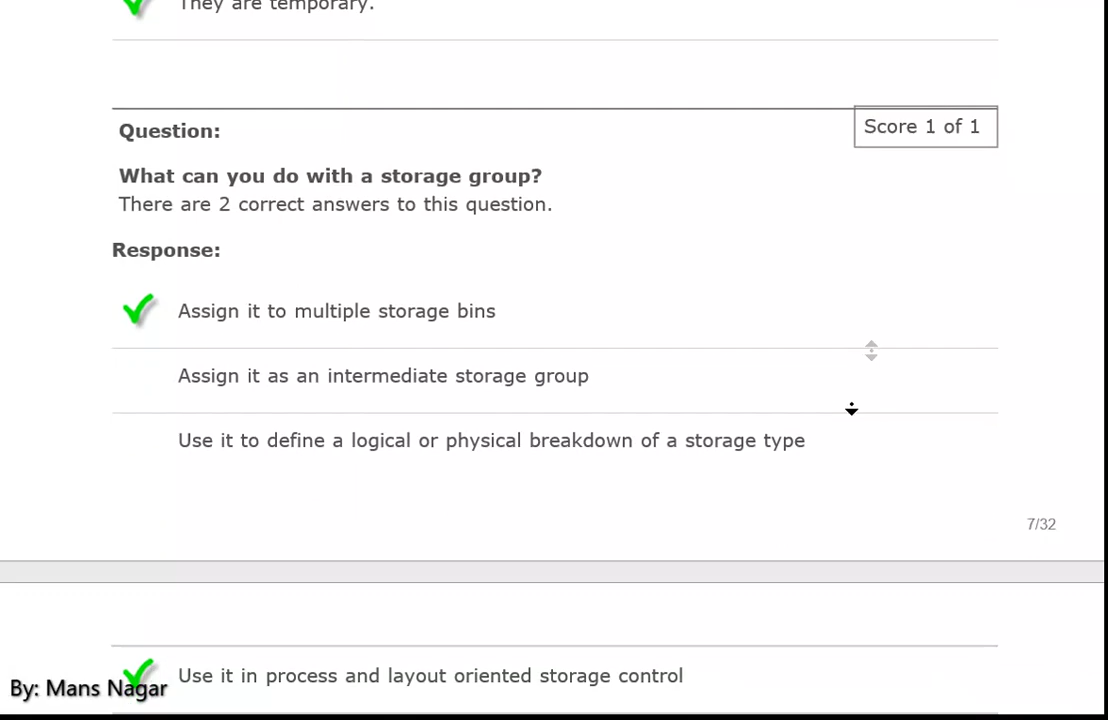 They are temporary.
Score 1 of 1
Question:
What can you do with a storage group?
There are 2 correct answers to this question.
Response:
Assign it to multiple storage bins
Assign it as an intermediate storage group
Use it to define a logical or physical breakdown of a storage type
7/32
Use it in process and layout oriented storage control
By: Mans Nagar